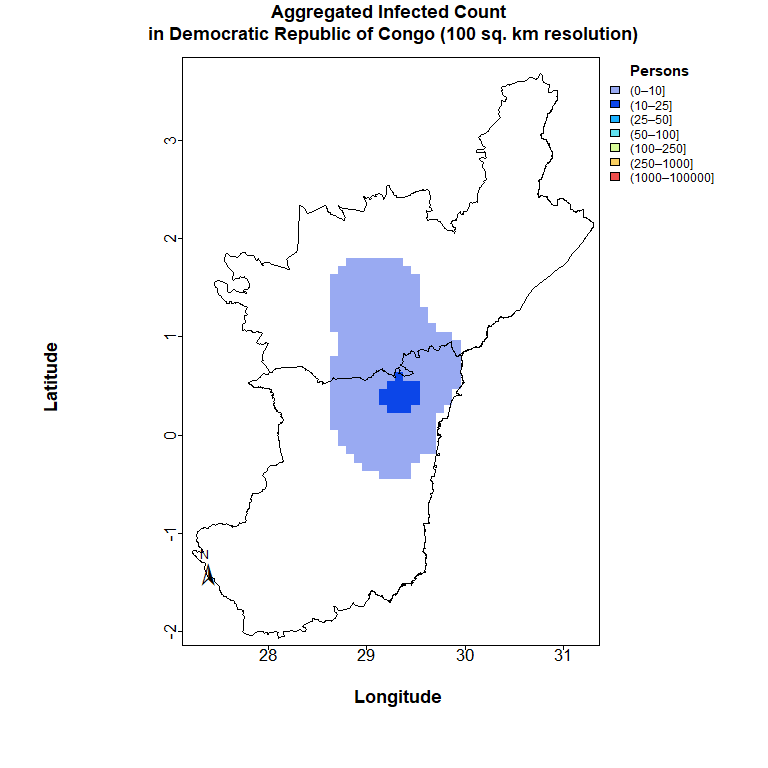 Aggregated Infected Count
in Democratic Republic of Congo (100 sq. km resolution)
Persons
(0–10]
(10–25]
(25–50]
(50–100]
(100–250]
(250–1000]
(1000–100000]
3
2
1
0
-1
-2
Latitude
N
28 29 30 31
Longitude